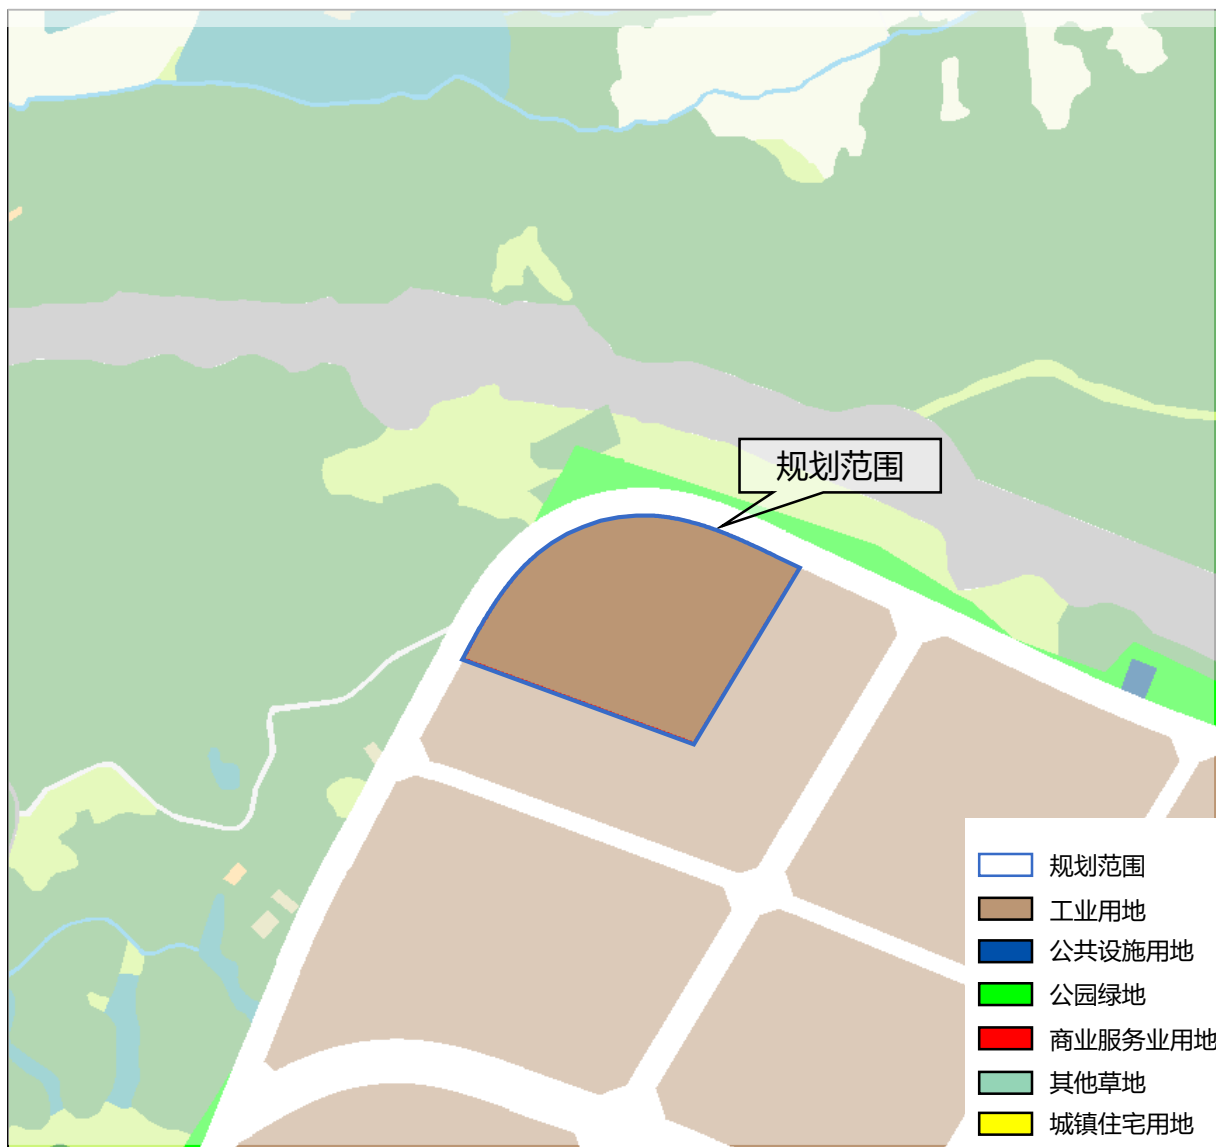 规划范围
规划范围
工业用地
公共设施用地
公园绿地
商业服务业用地
其他草地
城镇住宅用地